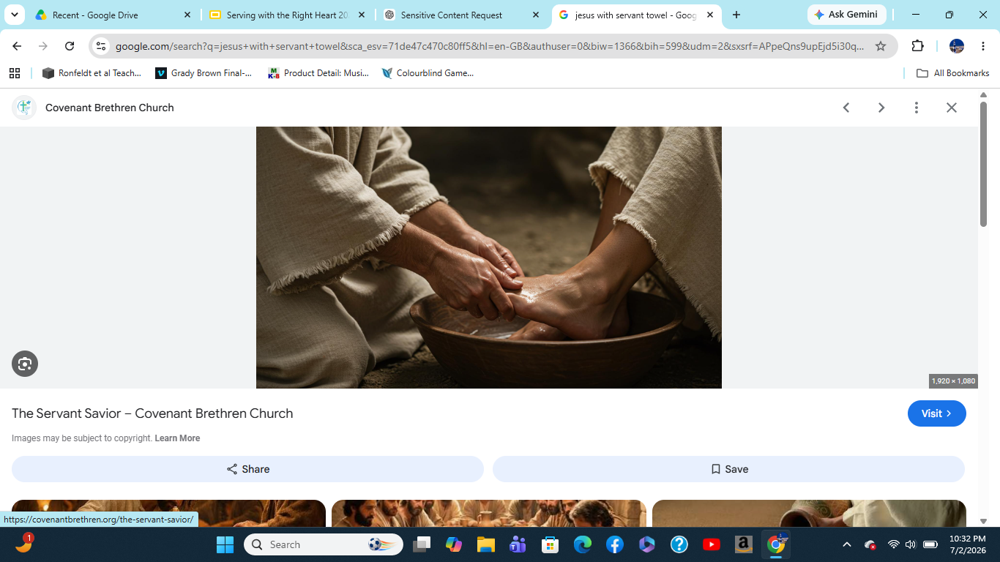 Recent - Google Drive
Serving with the Right Heart 20
Sensitive Content Request
jesus with servant towel - Goog
Ask Gemini
google.com/search?q=jesus+with+servant+towel&sca_esv=71de47c470c80ff5&hl=en-GB&authuser=0&biw=1366&bih=599&udm=2&sxsrf=APpeQns9upEjd5i30q...
Ronfeldt et al Teach...
Grady Brown Final-...
M
K-8
Product Detail: Musi...
Colourblind Game...
All Bookmarks
Covenant Brethren Church
1,920 × 1,080
The Servant Savior – Covenant Brethren Church
Visit
Images may be subject to copyright. Learn More
Share
Save
https://covenantbrethren.org/the-servant-savior/
1
Search
10:32 PM
7/2/2026